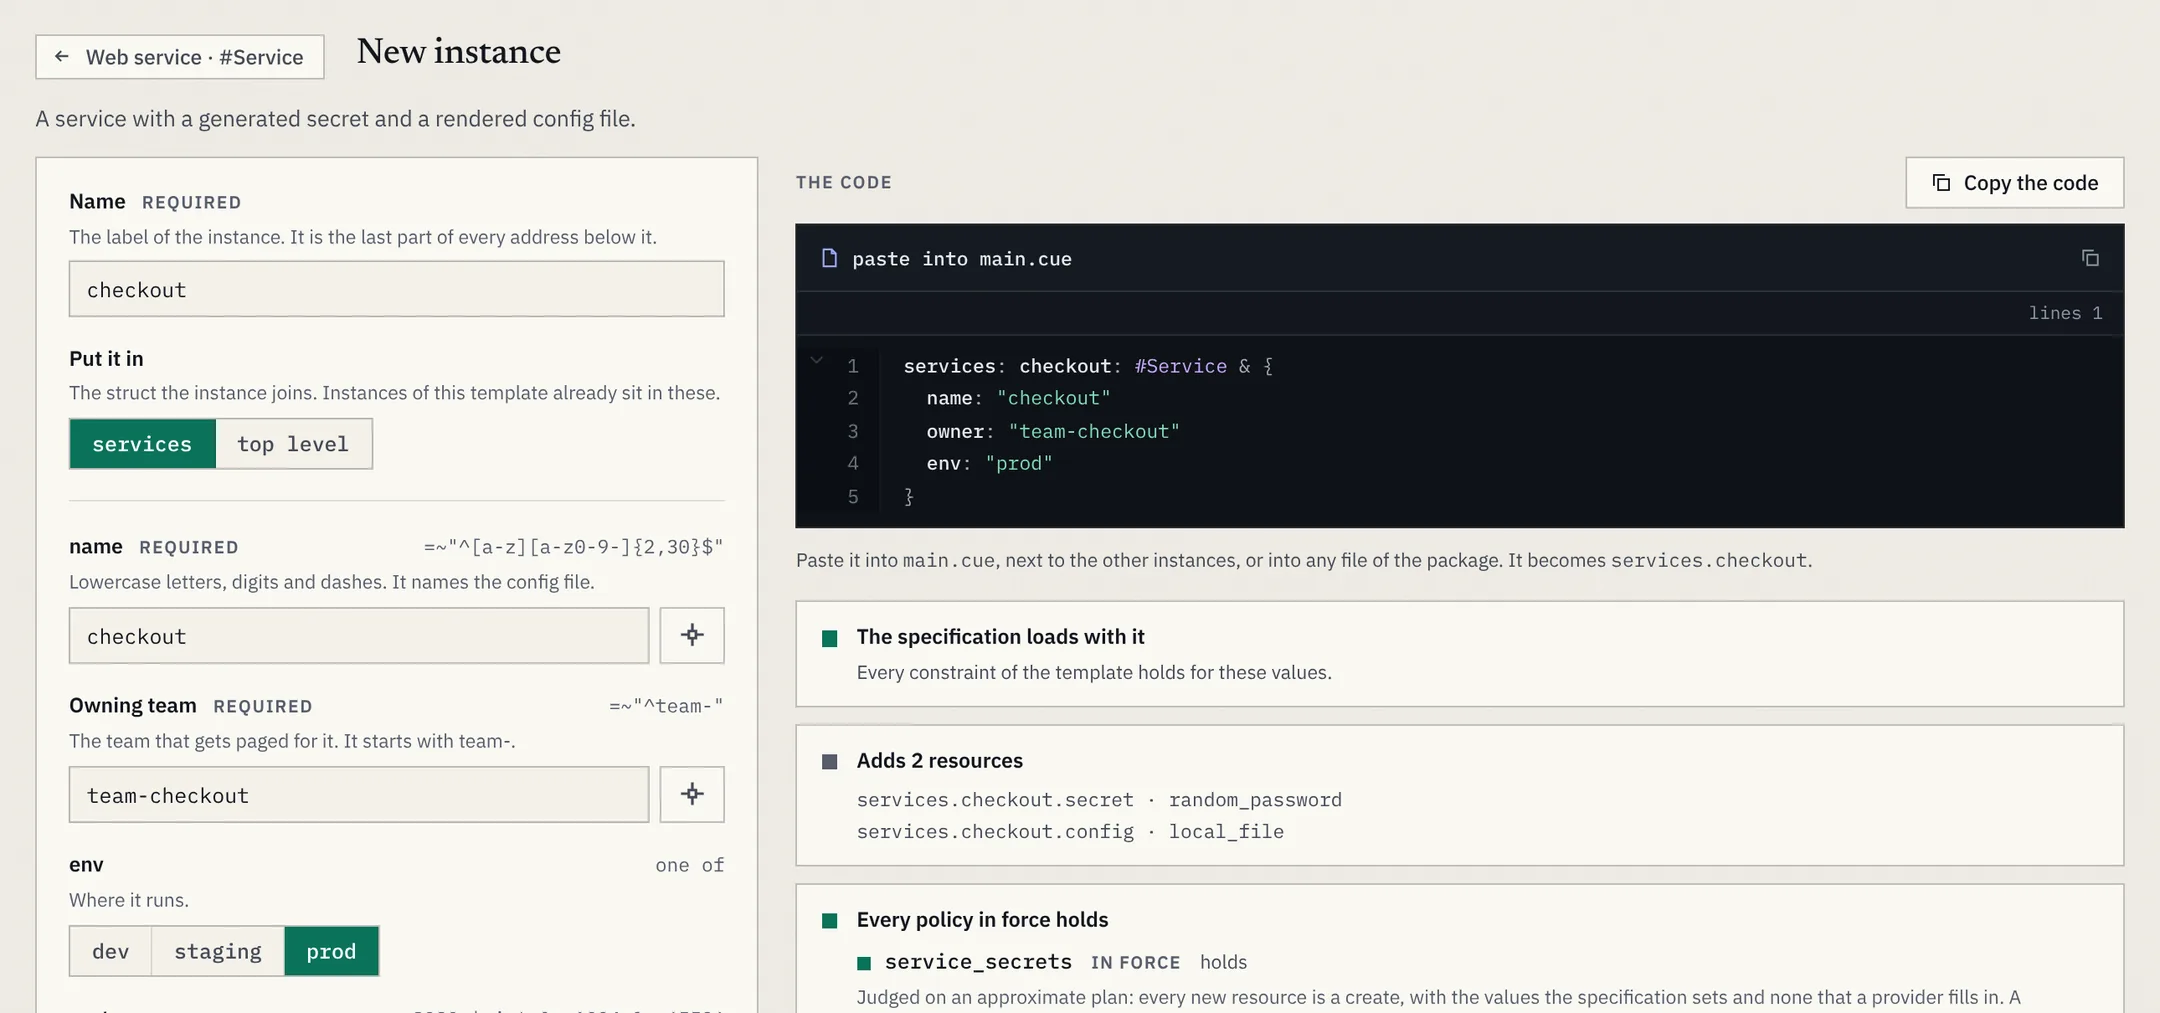 ← Web service · #Service
New instance
A service with a generated secret and a rendered config file.
Name REQUIRED
The label of the instance. It is the last part of every address below it.
checkout
Put it in
The struct the instance joins. Instances of this template already sit in these.
services top level
name REQUIRED =~"^[a-z][a-z0-9-]{2,30}$"
Lowercase letters, digits and dashes. It names the config file.
checkout
Owning team REQUIRED =~"^team-"
The team that gets paged for it. It starts with team-.
team-checkout
env one of
Where it runs.
dev staging prod
THE CODE
Copy the code
paste into main.cue
lines 1
1 services: checkout: #Service & {
2 name: "checkout"
3 owner: "team-checkout"
4 env: "prod"
5 }
Paste it into main.cue, next to the other instances, or into any file of the package. It becomes services.checkout.
The specification loads with it
Every constraint of the template holds for these values.
Adds 2 resources
services.checkout.secret · random_password
services.checkout.config · local_file
Every policy in force holds
service_secrets IN FORCE holds
Judged on an approximate plan: every new resource is a create, with the values the specification sets and none that a provider fills in. A